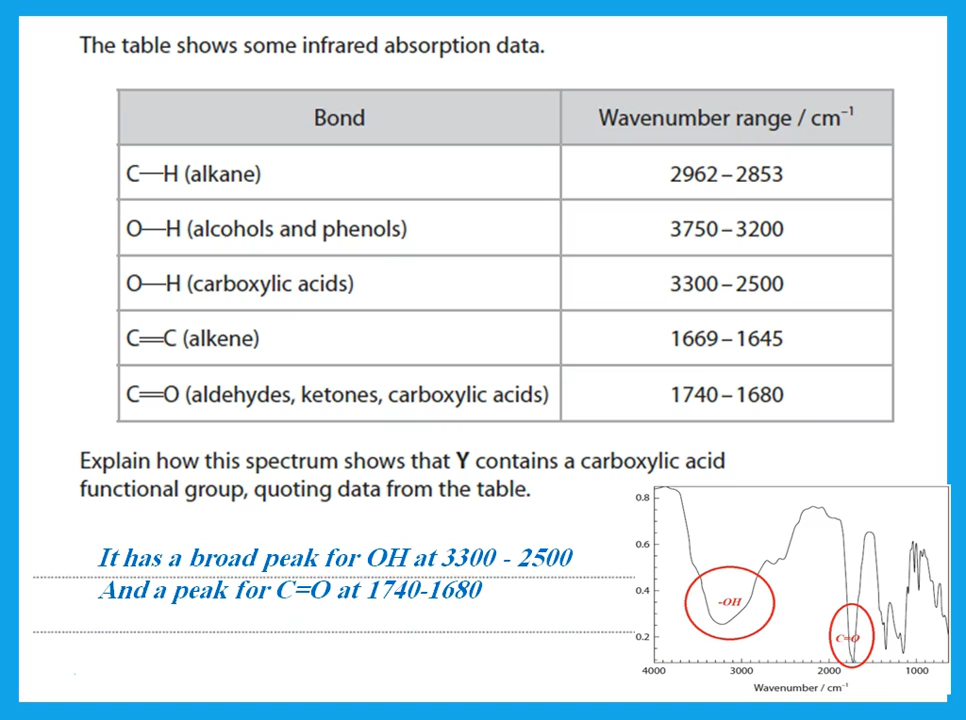 The table shows some infrared absorption data.
Bond Wavenumber range / cm⁻¹
C—H (alkane) 2962 – 2853
O—H (alcohols and phenols) 3750 – 3200
O—H (carboxylic acids) 3300 – 2500
C=C (alkene) 1669 – 1645
C=O (aldehydes, ketones, carboxylic acids) 1740 – 1680
Explain how this spectrum shows that Y contains a carboxylic acid
functional group, quoting data from the table.
It has a broad peak for OH at 3300 - 2500
And a peak for C=O at 1740-1680
0.8
0.6
0.4
0.2
-OH
C=O
4000 3000 2000 1000
Wavenumber / cm⁻¹